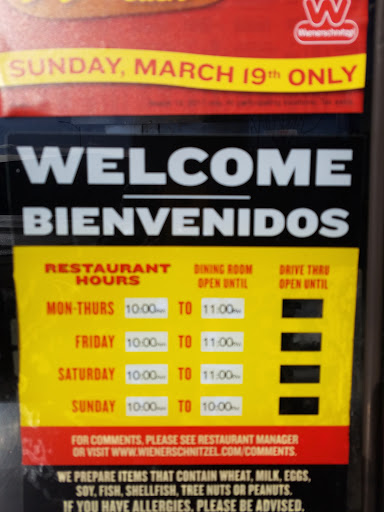 W
Wienerschnitzel
SUNDAY, MARCH 19th ONLY
WELCOME
BIENVENIDOS
RESTAURANT HOURS
DINING ROOM OPEN UNTIL
DRIVE THRU OPEN UNTIL
MON-THURS 10:00 TO 11:00
FRIDAY 10:00 TO 11:00
SATURDAY 10:00 TO 11:00
SUNDAY 10:00 TO 10:00
FOR COMMENTS, PLEASE SEE RESTAURANT MANAGER
OR VISIT WWW.WIENERSCHNITZEL.COM/COMMENTS.
WE PREPARE ITEMS THAT CONTAIN WHEAT, MILK, EGGS,
SOY, FISH, SHELLFISH, TREE NUTS OR PEANUTS.
IF YOU HAVE ALLERGIES, PLEASE BE ADVISED.